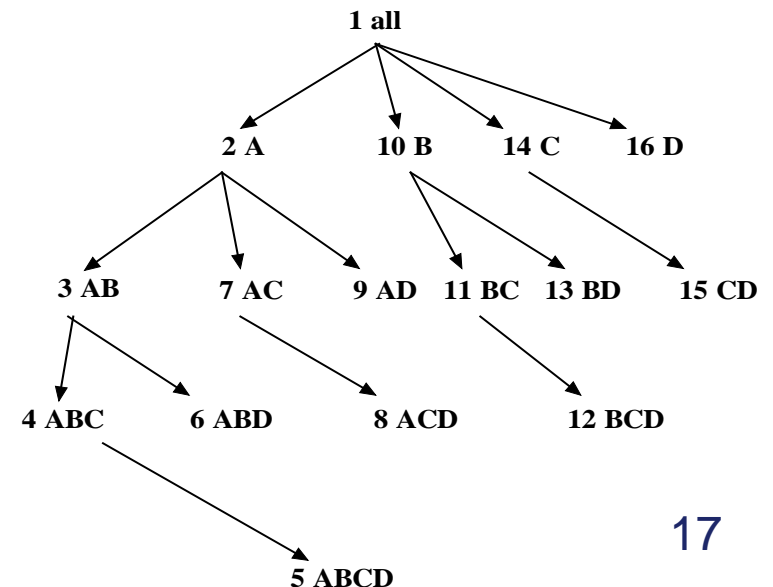 1 all
2 A 10 B 14 C 16 D
3 AB 7 AC 9 AD 11 BC 13 BD 15 CD
4 ABC 6 ABD 8 ACD 12 BCD
17
5 ABCD